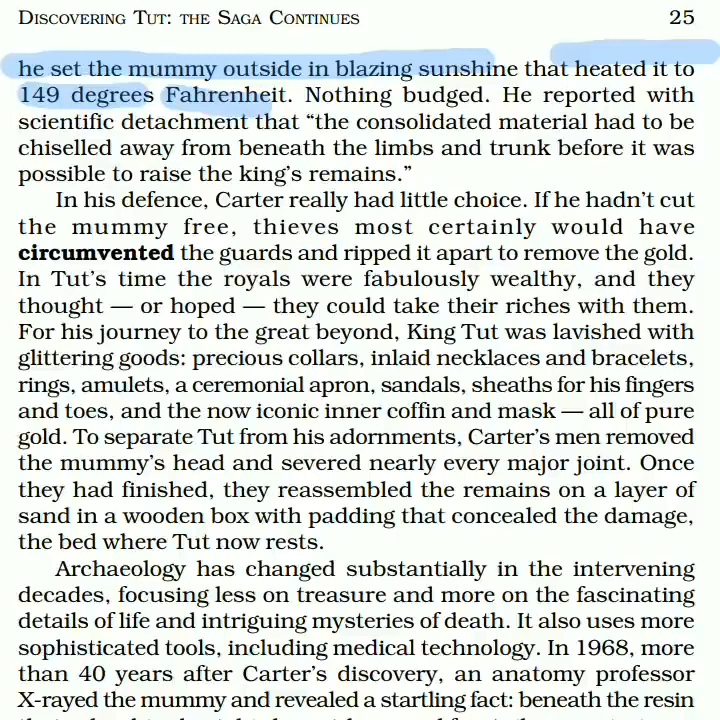 DISCOVERING TUT: THE SAGA CONTINUES 25
he set the mummy outside in blazing sunshine that heated it to
149 degrees Fahrenheit. Nothing budged. He reported with
scientific detachment that “the consolidated material had to be
chiselled away from beneath the limbs and trunk before it was
possible to raise the king’s remains.”
In his defence, Carter really had little choice. If he hadn’t cut
the mummy free, thieves most certainly would have
circumvented the guards and ripped it apart to remove the gold.
In Tut’s time the royals were fabulously wealthy, and they
thought — or hoped — they could take their riches with them.
For his journey to the great beyond, King Tut was lavished with
glittering goods: precious collars, inlaid necklaces and bracelets,
rings, amulets, a ceremonial apron, sandals, sheaths for his fingers
and toes, and the now iconic inner coffin and mask — all of pure
gold. To separate Tut from his adornments, Carter’s men removed
the mummy’s head and severed nearly every major joint. Once
they had finished, they reassembled the remains on a layer of
sand in a wooden box with padding that concealed the damage,
the bed where Tut now rests.
Archaeology has changed substantially in the intervening
decades, focusing less on treasure and more on the fascinating
details of life and intriguing mysteries of death. It also uses more
sophisticated tools, including medical technology. In 1968, more
than 40 years after Carter’s discovery, an anatomy professor
X-rayed the mummy and revealed a startling fact: beneath the resin